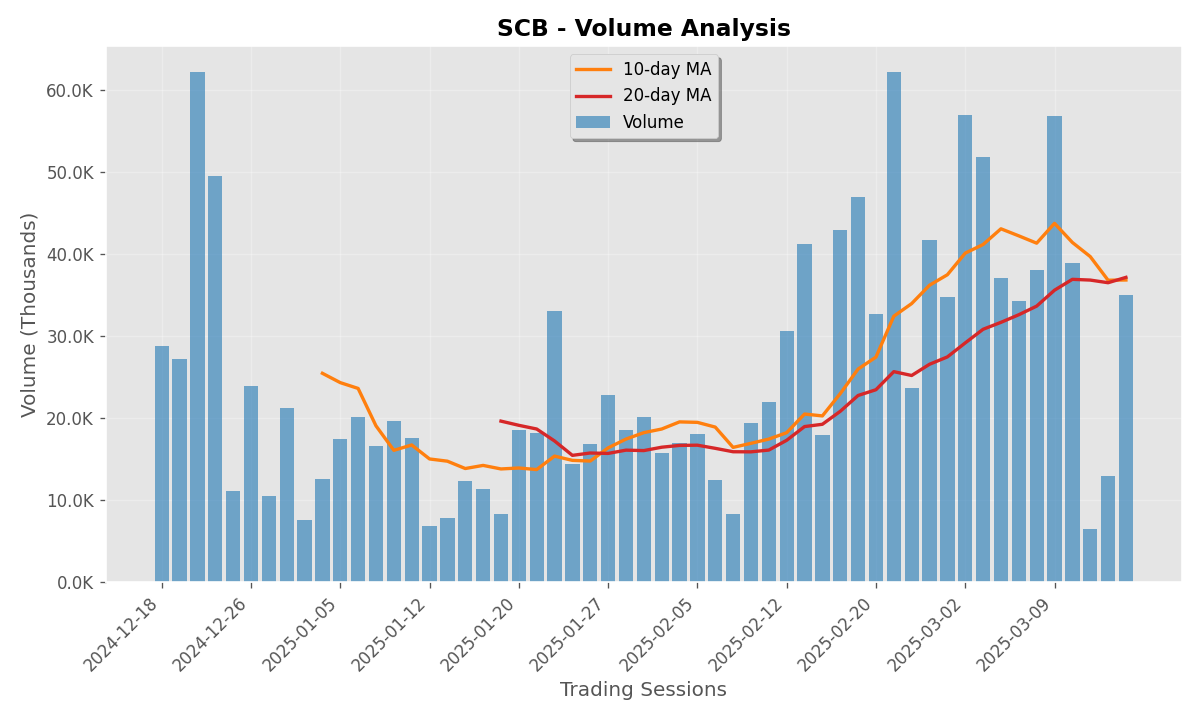 SCB - Volume Analysis
10-day MA
20-day MA
Volume
Volume (Thousands)
60.0K
50.0K
40.0K
30.0K
20.0K
10.0K
0.0K
2024-12-18
2024-12-26
2025-01-05
2025-01-12
2025-01-20
2025-01-27
2025-02-05
2025-02-12
2025-02-20
2025-03-02
2025-03-09
Trading Sessions